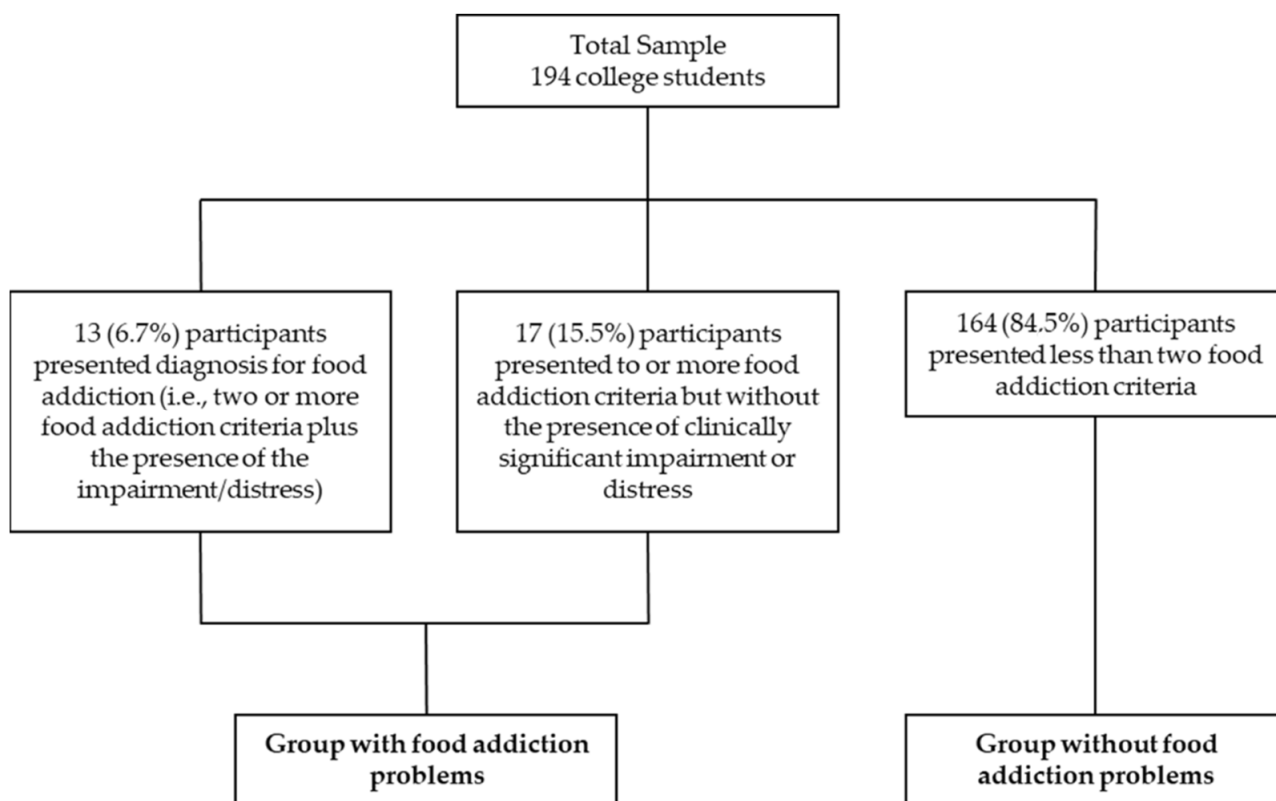 Total Sample
194 college students
13 (6.7%) participants
presented diagnosis for food
addiction (i.e., two or more
food addiction criteria plus
the presence of the
impairment/distress)
17 (15.5%) participants
presented to or more food
addiction criteria but without
the presence of clinically
significant impairment or
distress
164 (84.5%) participants
presented less than two food
addiction criteria
Group with food addiction
problems
Group without food
addiction problems